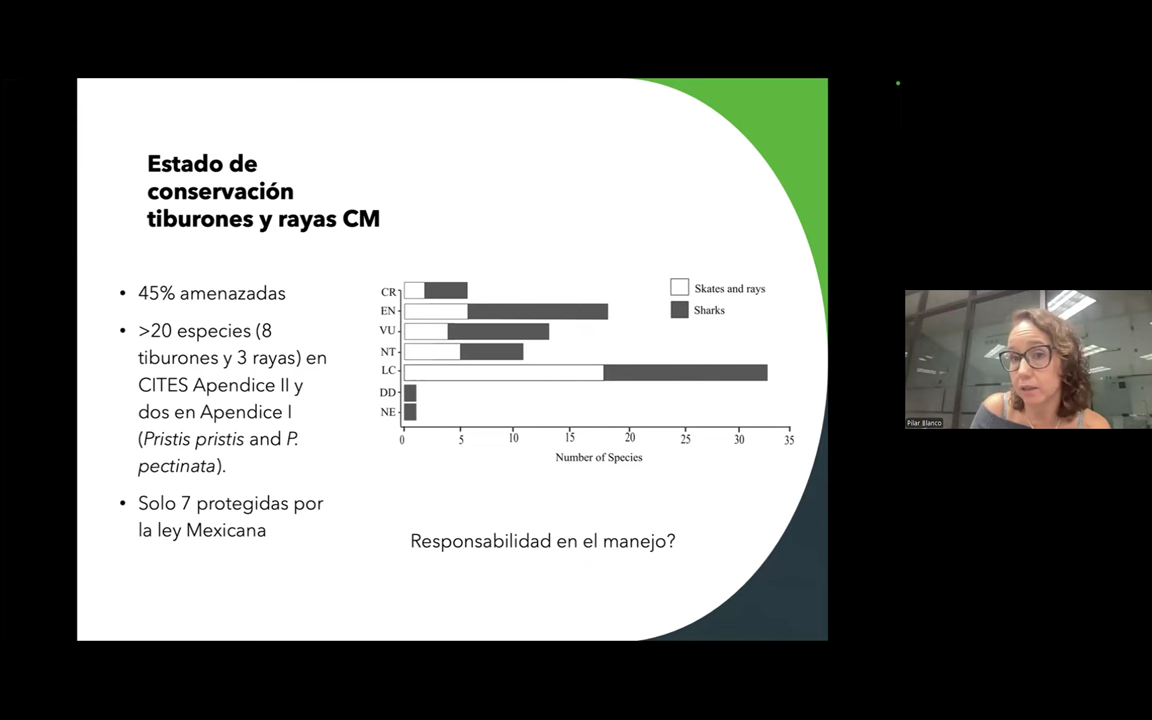 Estado de
conservación
tiburones y rayas CM
• 45% amenazadas
• >20 especies (8
tiburones y 3 rayas) en
CITES Apendice II y
dos en Apendice I
(Pristis pristis and P.
pectinata).
• Solo 7 protegidas por
la ley Mexicana
Skates and rays
Sharks
CR
EN
VU
NT
LC
DD
NE
0 5 10 15 20 25 30 35
Number of Species
Responsabilidad en el manejo?
Pilar Blanco